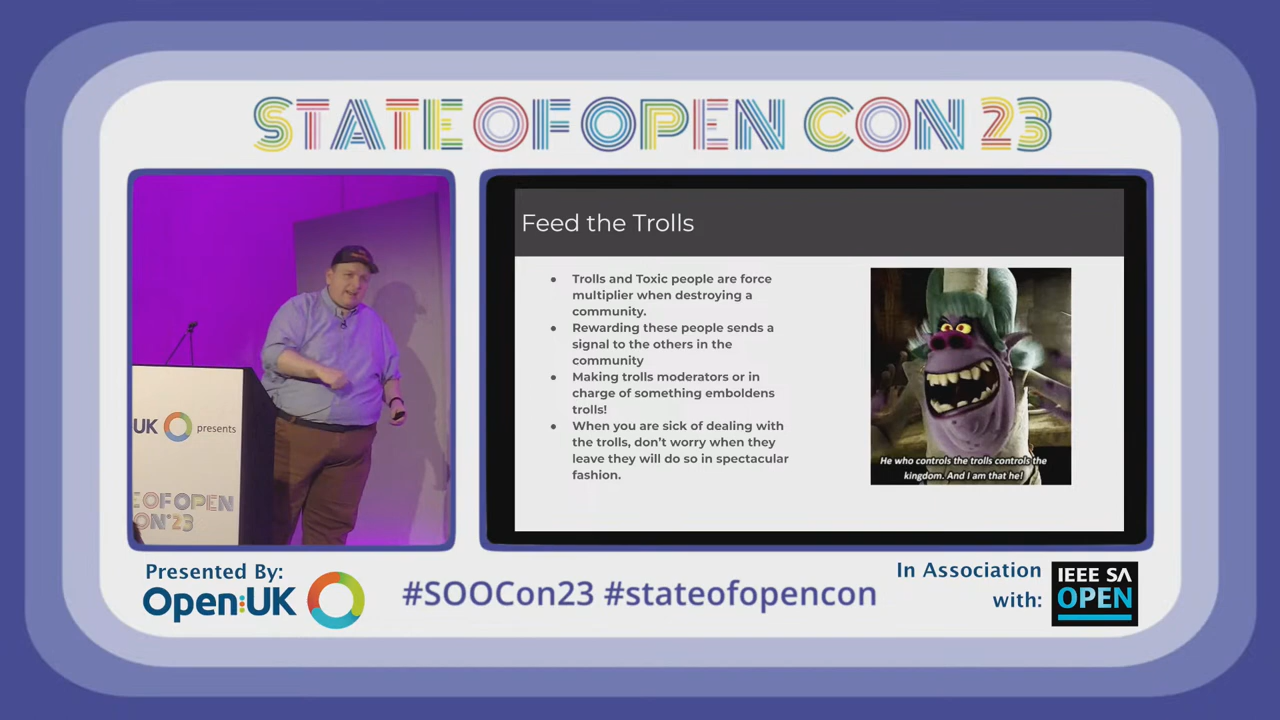 STATE OF OPEN CON 23
UK presents
E OF OPEN
CON'23
Feed the Trolls
● Trolls and Toxic people are force
multiplier when destroying a
community.
● Rewarding these people sends a
signal to the others in the
community
● Making trolls moderators or in
charge of something emboldens
trolls!
● When you are sick of dealing with
the trolls, don't worry when they
leave they will do so in spectacular
fashion.
He who controls the trolls controls the
kingdom. And I am that he!
Presented By:
Open:UK
#SOOCon23 #stateofopencon
In Association
with:
IEEE SA
OPEN